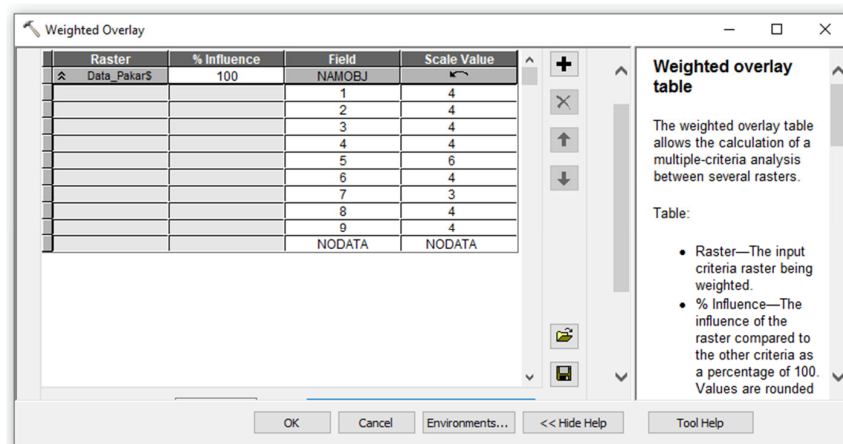 Weighted Overlay
Raster % Influence Field Scale Value
Data_Pakar$ 100 NAMOBJ
1 4
2 4
3 4
4 4
5 6
6 4
7 3
8 4
9 4
NODATA NODATA
Weighted overlay
table
The weighted overlay table
allows the calculation of a
multiple-criteria analysis
between several rasters.
Table:
• Raster—The input
criteria raster being
weighted.
• % Influence—The
influence of the
raster compared to
the other criteria as
a percentage of 100.
Values are rounded
OK Cancel Environments... << Hide Help Tool Help